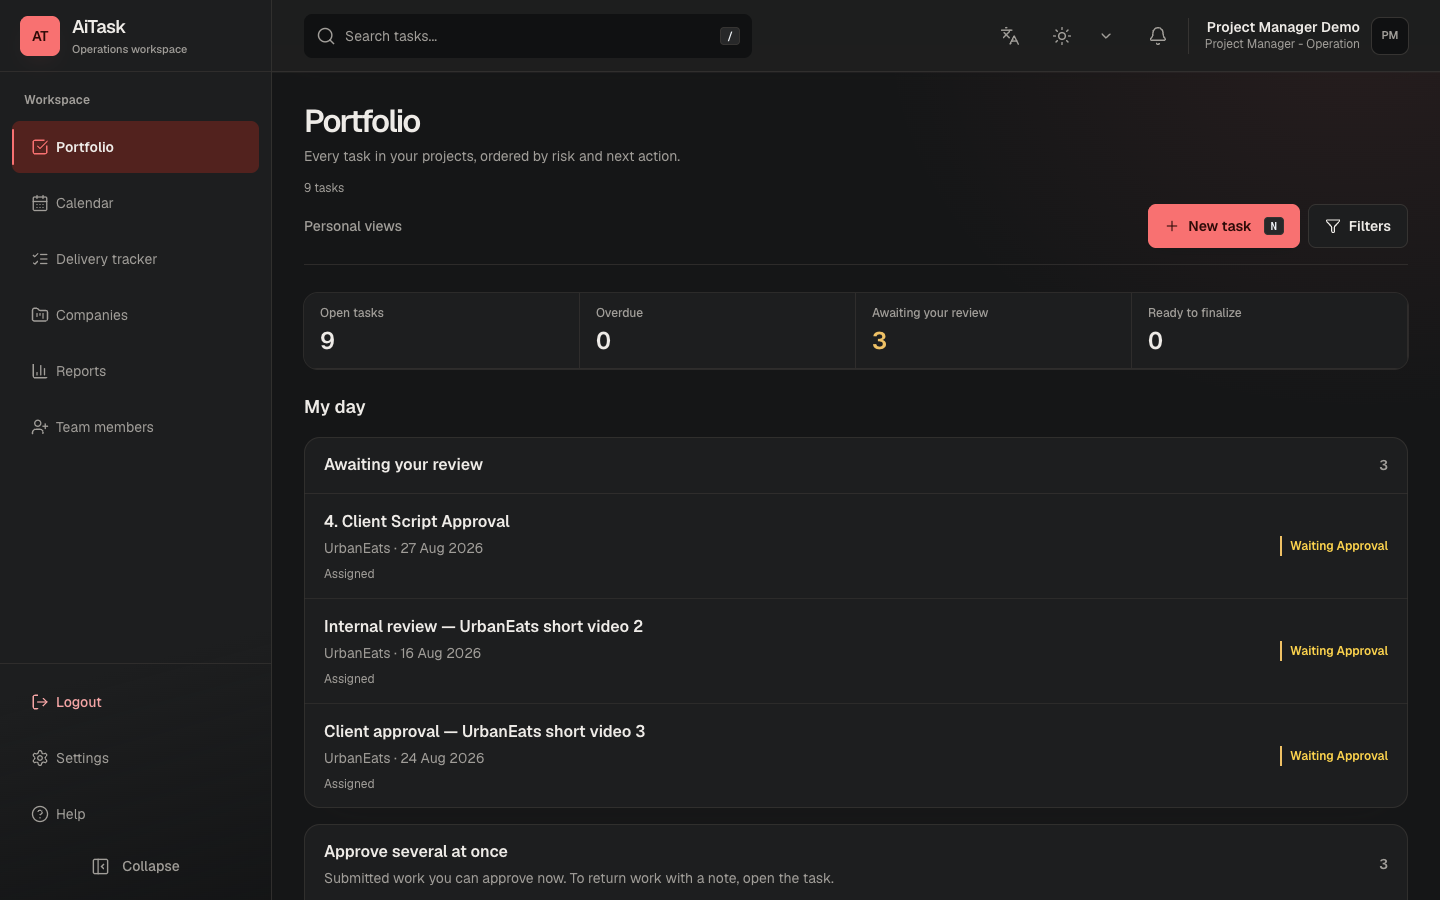 AT
AiTask
Operations workspace
Search tasks...
/
Project Manager Demo
Project Manager - Operation
PM
Workspace
Portfolio
Calendar
Delivery tracker
Companies
Reports
Team members
Logout
Settings
Help
Collapse
Portfolio
Every task in your projects, ordered by risk and next action.
9 tasks
Personal views
New task N
Filters
Open tasks
9
Overdue
0
Awaiting your review
3
Ready to finalize
0
My day
Awaiting your review
3
4. Client Script Approval
UrbanEats · 27 Aug 2026
Assigned
Waiting Approval
Internal review — UrbanEats short video 2
UrbanEats · 16 Aug 2026
Assigned
Waiting Approval
Client approval — UrbanEats short video 3
UrbanEats · 24 Aug 2026
Assigned
Waiting Approval
Approve several at once
3
Submitted work you can approve now. To return work with a note, open the task.